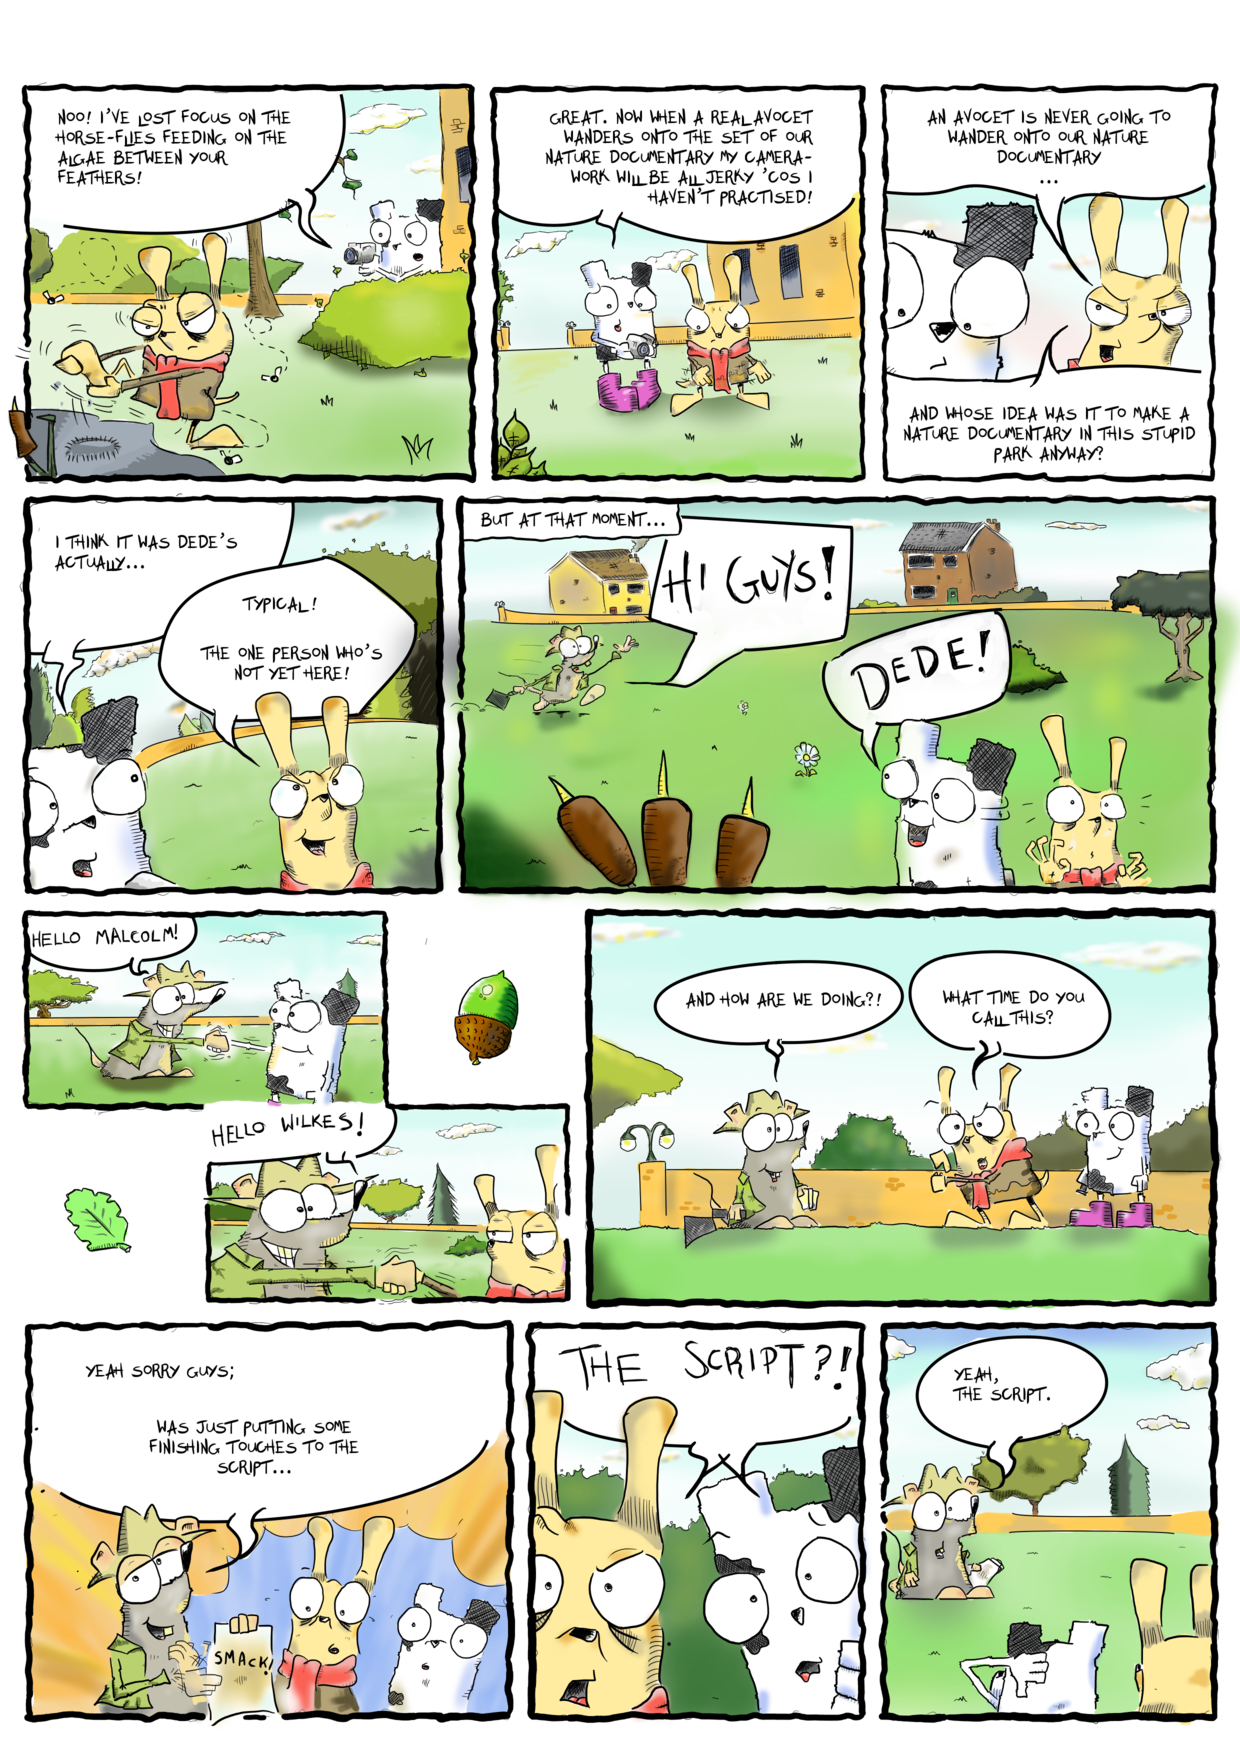 NOO! I'VE LOST FOCUS ON THE
HORSE-FLIES FEEDING ON THE
ALGAE BETWEEN YOUR
FEATHERS!
GREAT. NOW WHEN A REAL AVOCET
WANDERS ONTO THE SET OF OUR
NATURE DOCUMENTARY MY CAMERA-
WORK WILL BE ALL JERKY 'COS I
HAVEN'T PRACTISED!
AN AVOCET IS NEVER GOING TO
WANDER ONTO OUR NATURE
DOCUMENTARY
...
AND WHOSE IDEA WAS IT TO MAKE A
NATURE DOCUMENTARY IN THIS STUPID
PARK ANYWAY?
I THINK IT WAS DEDE'S
ACTUALLY...
TYPICAL!
THE ONE PERSON WHO'S
NOT YET HERE!
BUT AT THAT MOMENT...
HI GUYS!
DEDE!
HELLO MALCOLM!
HELLO WILKES!
AND HOW ARE WE DOING?!
WHAT TIME DO YOU
CALL THIS?
YEAH SORRY GUYS;
WAS JUST PUTTING SOME
FINISHING TOUCHES TO THE
SCRIPT...
SMACK!
THE SCRIPT?!
YEAH,
THE SCRIPT.